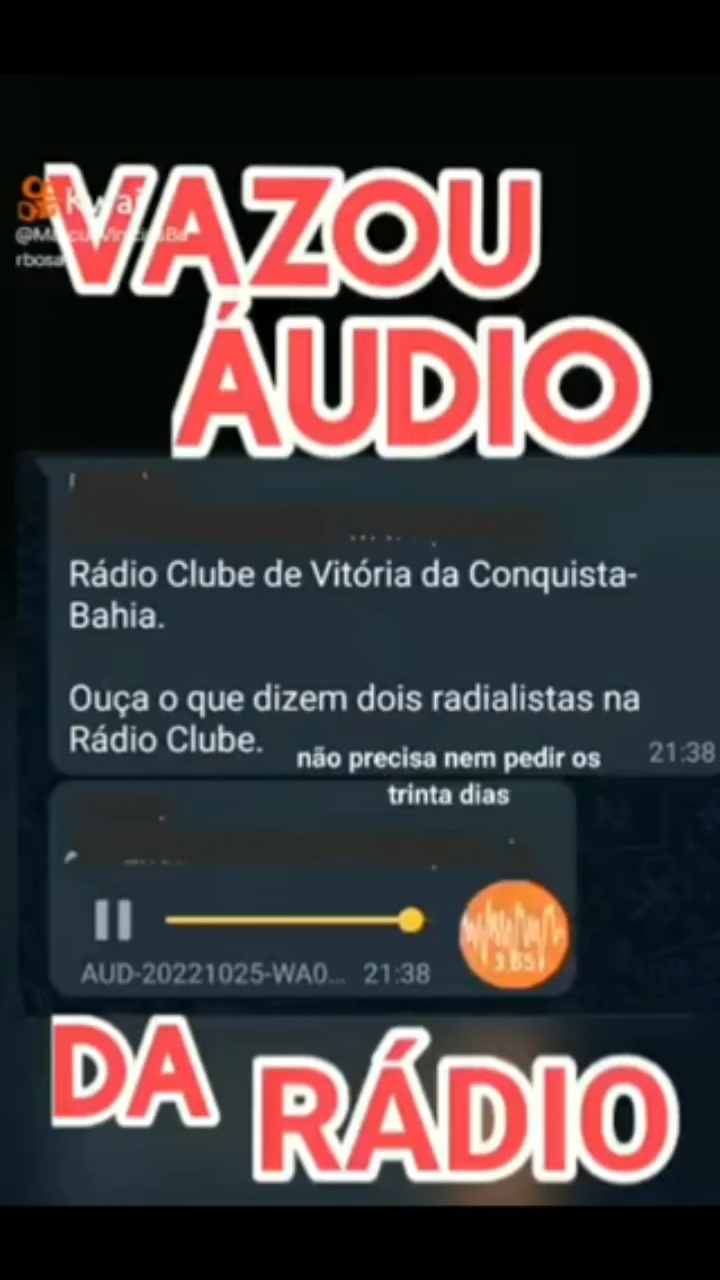 VAZOU
Kwai
ÁUDIO
Rádio Clube de Vitória da Conquista-
Bahia.
Ouça o que dizem dois radialistas na
Rádio Clube.
21:38
não precisa nem pedir os
trinta dias
AUD-20221025-WA0... 21:38
DA RÁDIO